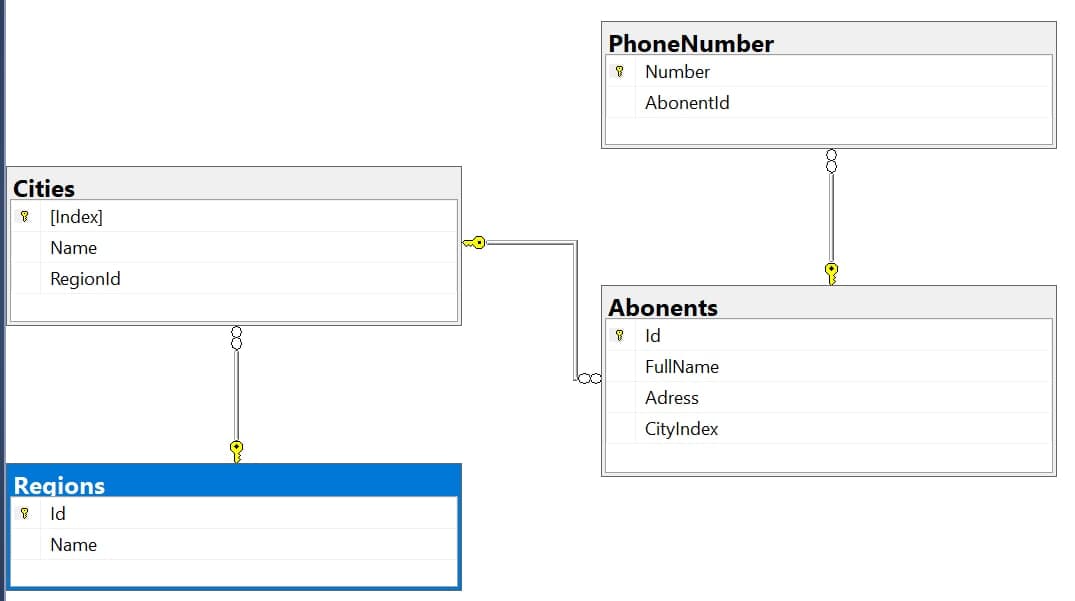 PhoneNumber
Number
AbonentId
Cities
[Index]
Name
RegionId
Abonents
Id
FullName
Adress
CityIndex
Regions
Id
Name